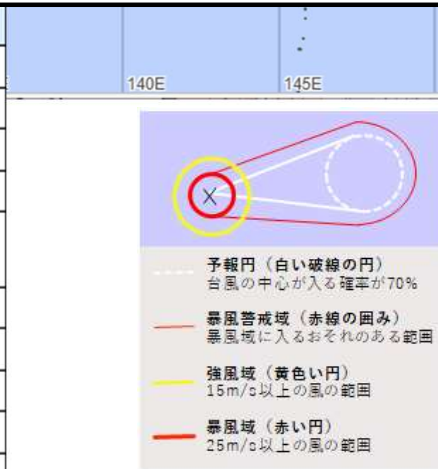 140E
145E
予報円（白い破線の円）
台風の中心が入る確率が70%
暴風警戒域（赤線の囲み）
暴風域に入るおそれのある範囲
強風域（黄色い円）
15m/s以上の風の範囲
暴風域（赤い円）
25m/s以上の風の範囲